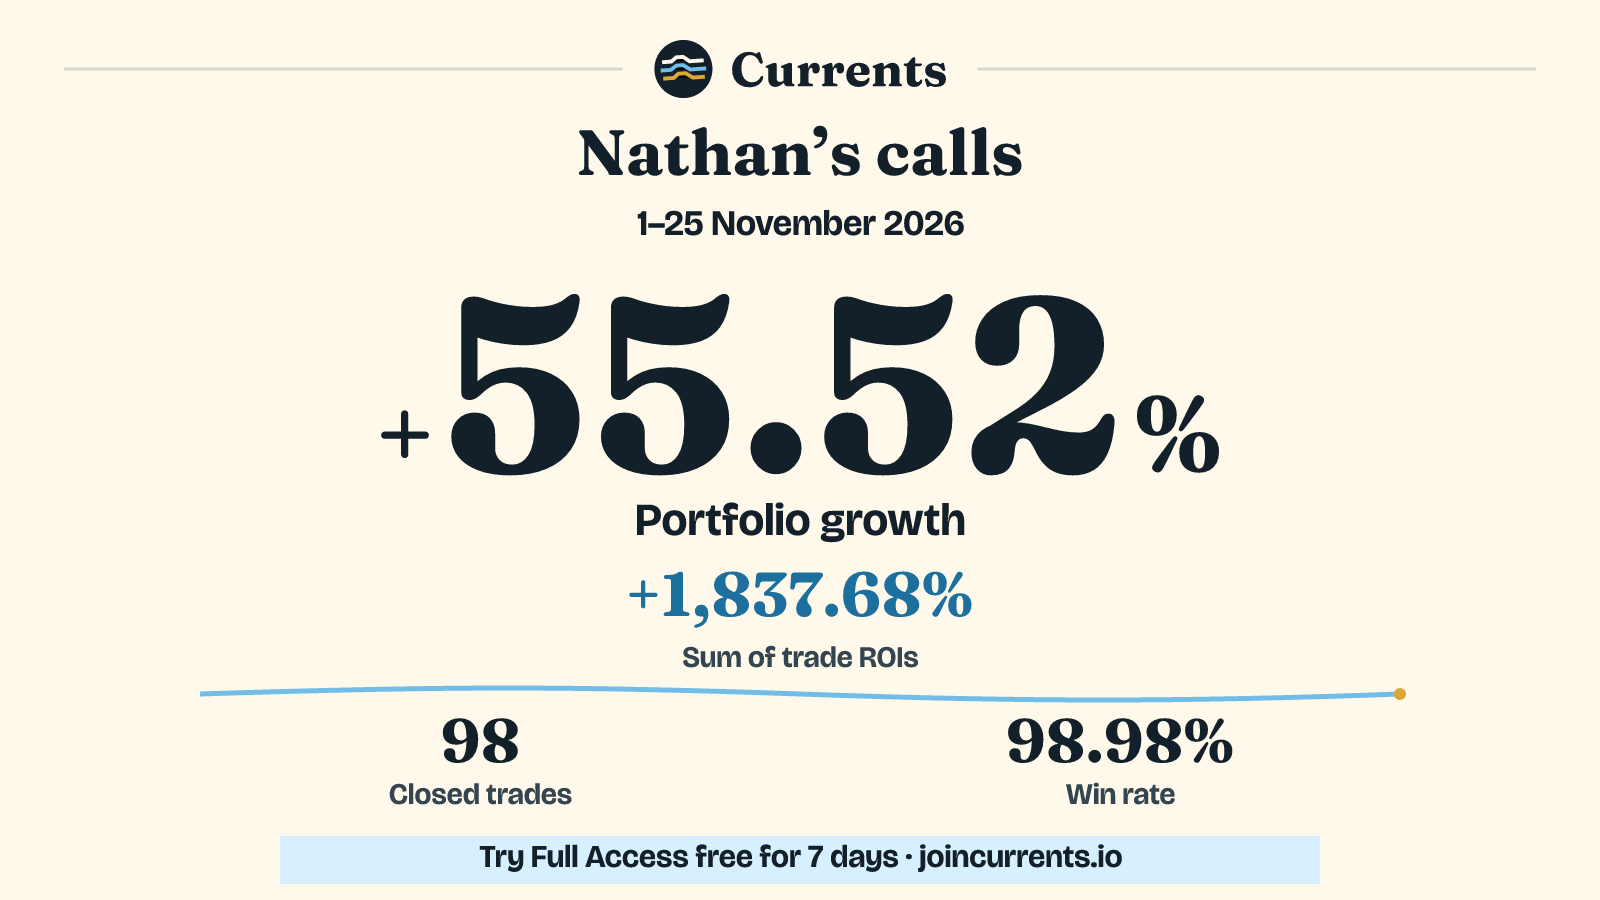 Currents
Nathan’s calls
1–25 November 2026
+55.52%
Portfolio growth
+1,837.68%
Sum of trade ROIs
98
Closed trades
98.98%
Win rate
Try Full Access free for 7 days · joincurrents.io